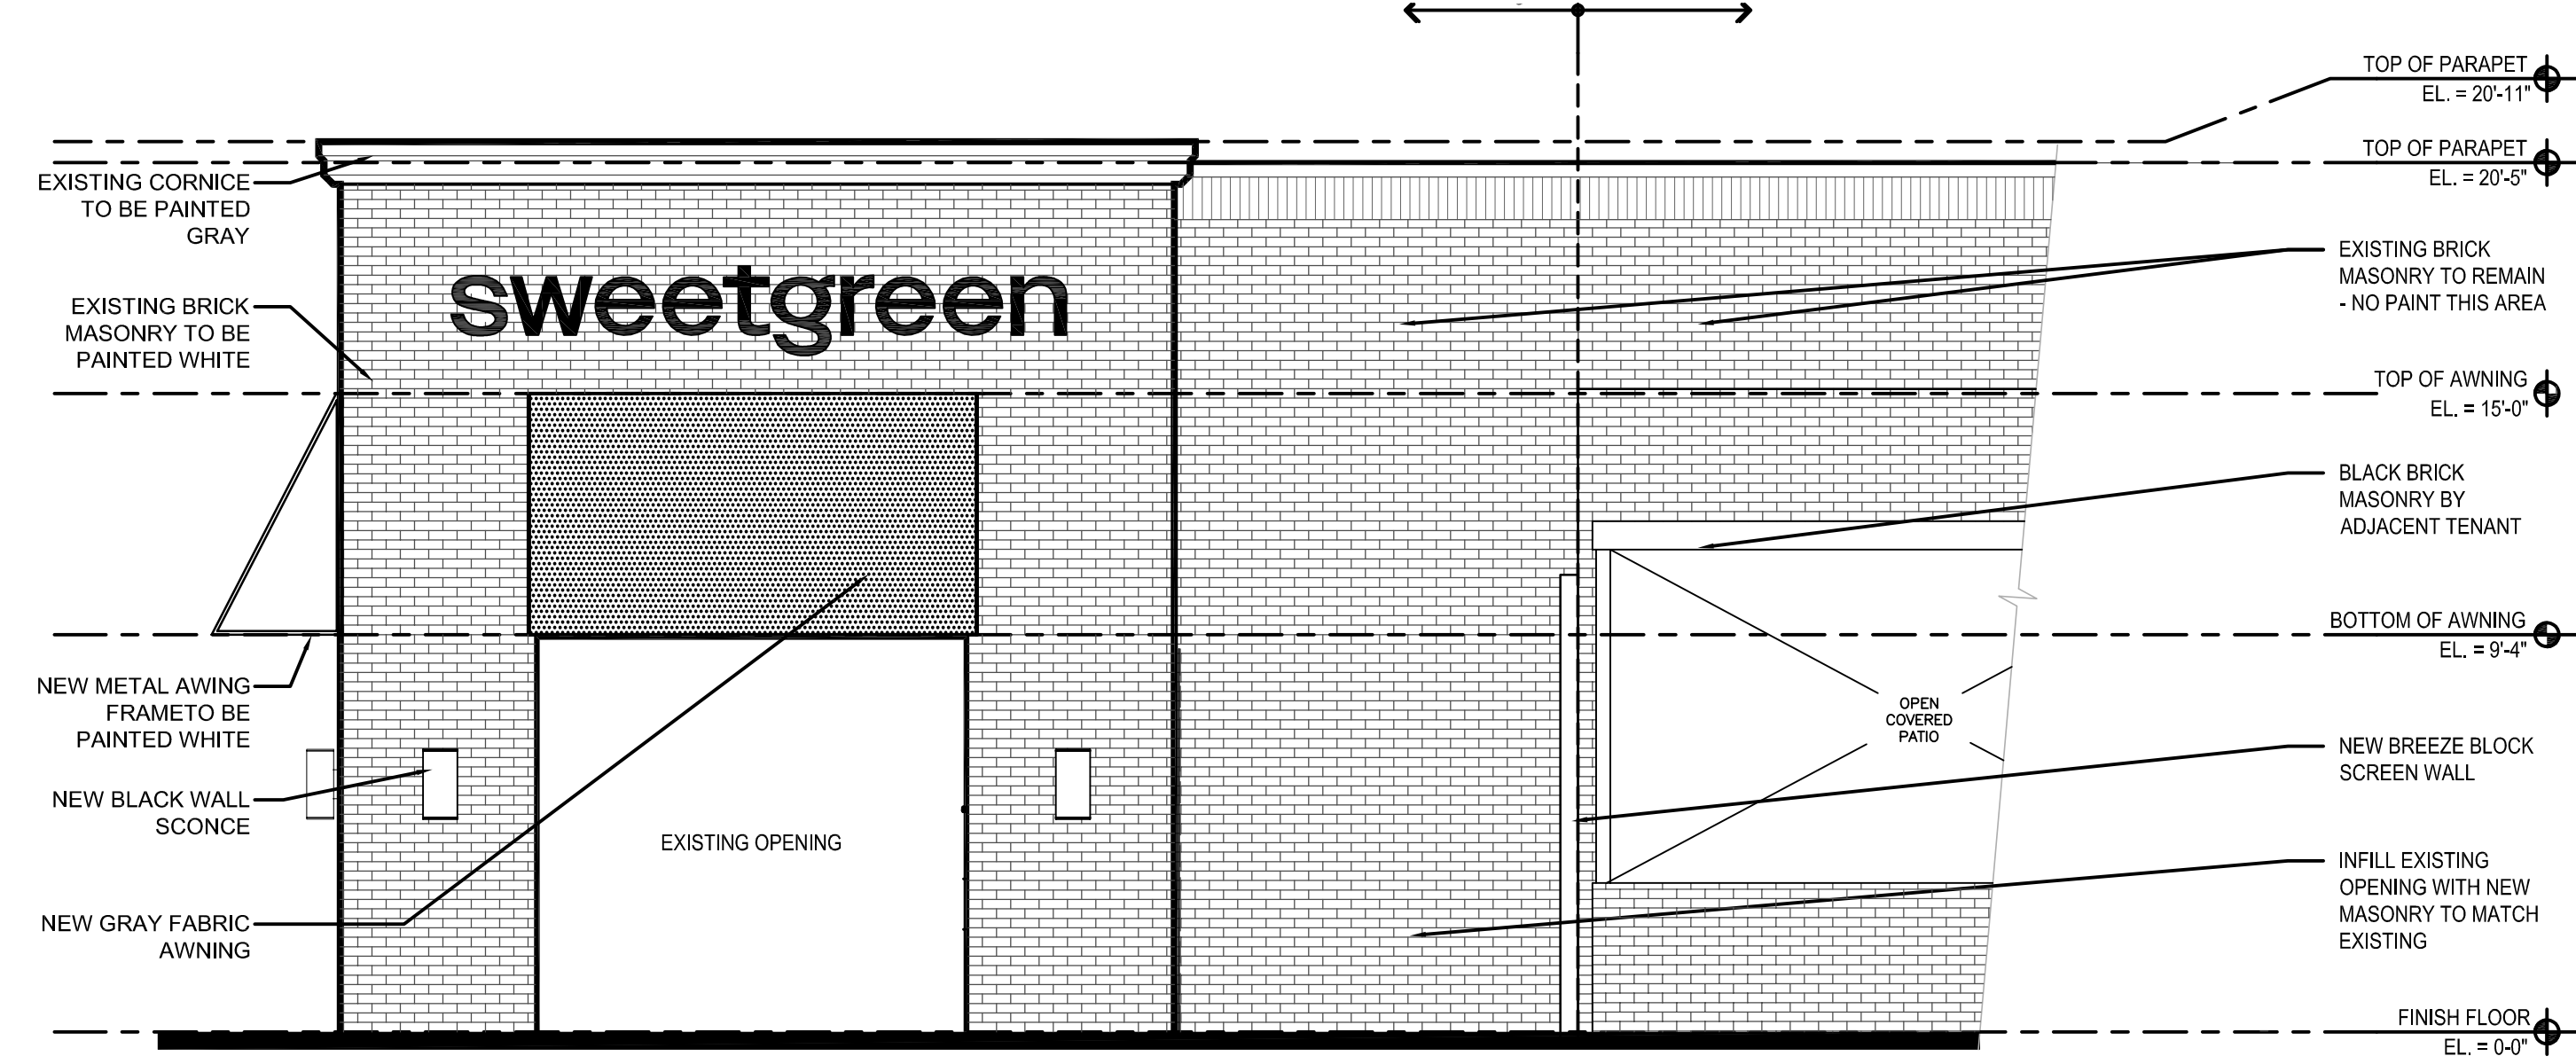 TOP OF PARAPET
EL. = 20'-11"
TOP OF PARAPET
EL. = 20'-5"
EXISTING CORNICE
TO BE PAINTED
GRAY
EXISTING BRICK
MASONRY TO BE
PAINTED WHITE
sweetgreen
EXISTING BRICK
MASONRY TO REMAIN
- NO PAINT THIS AREA
TOP OF AWNING
EL. = 15'-0"
BLACK BRICK
MASONRY BY
ADJACENT TENANT
BOTTOM OF AWNING
EL. = 9'-4"
NEW METAL AWING
FRAMETO BE
PAINTED WHITE
OPEN
COVERED
PATIO
NEW BREEZE BLOCK
SCREEN WALL
NEW BLACK WALL
SCONCE
EXISTING OPENING
INFILL EXISTING
OPENING WITH NEW
MASONRY TO MATCH
EXISTING
NEW GRAY FABRIC
AWNING
FINISH FLOOR
EL. = 0-0"